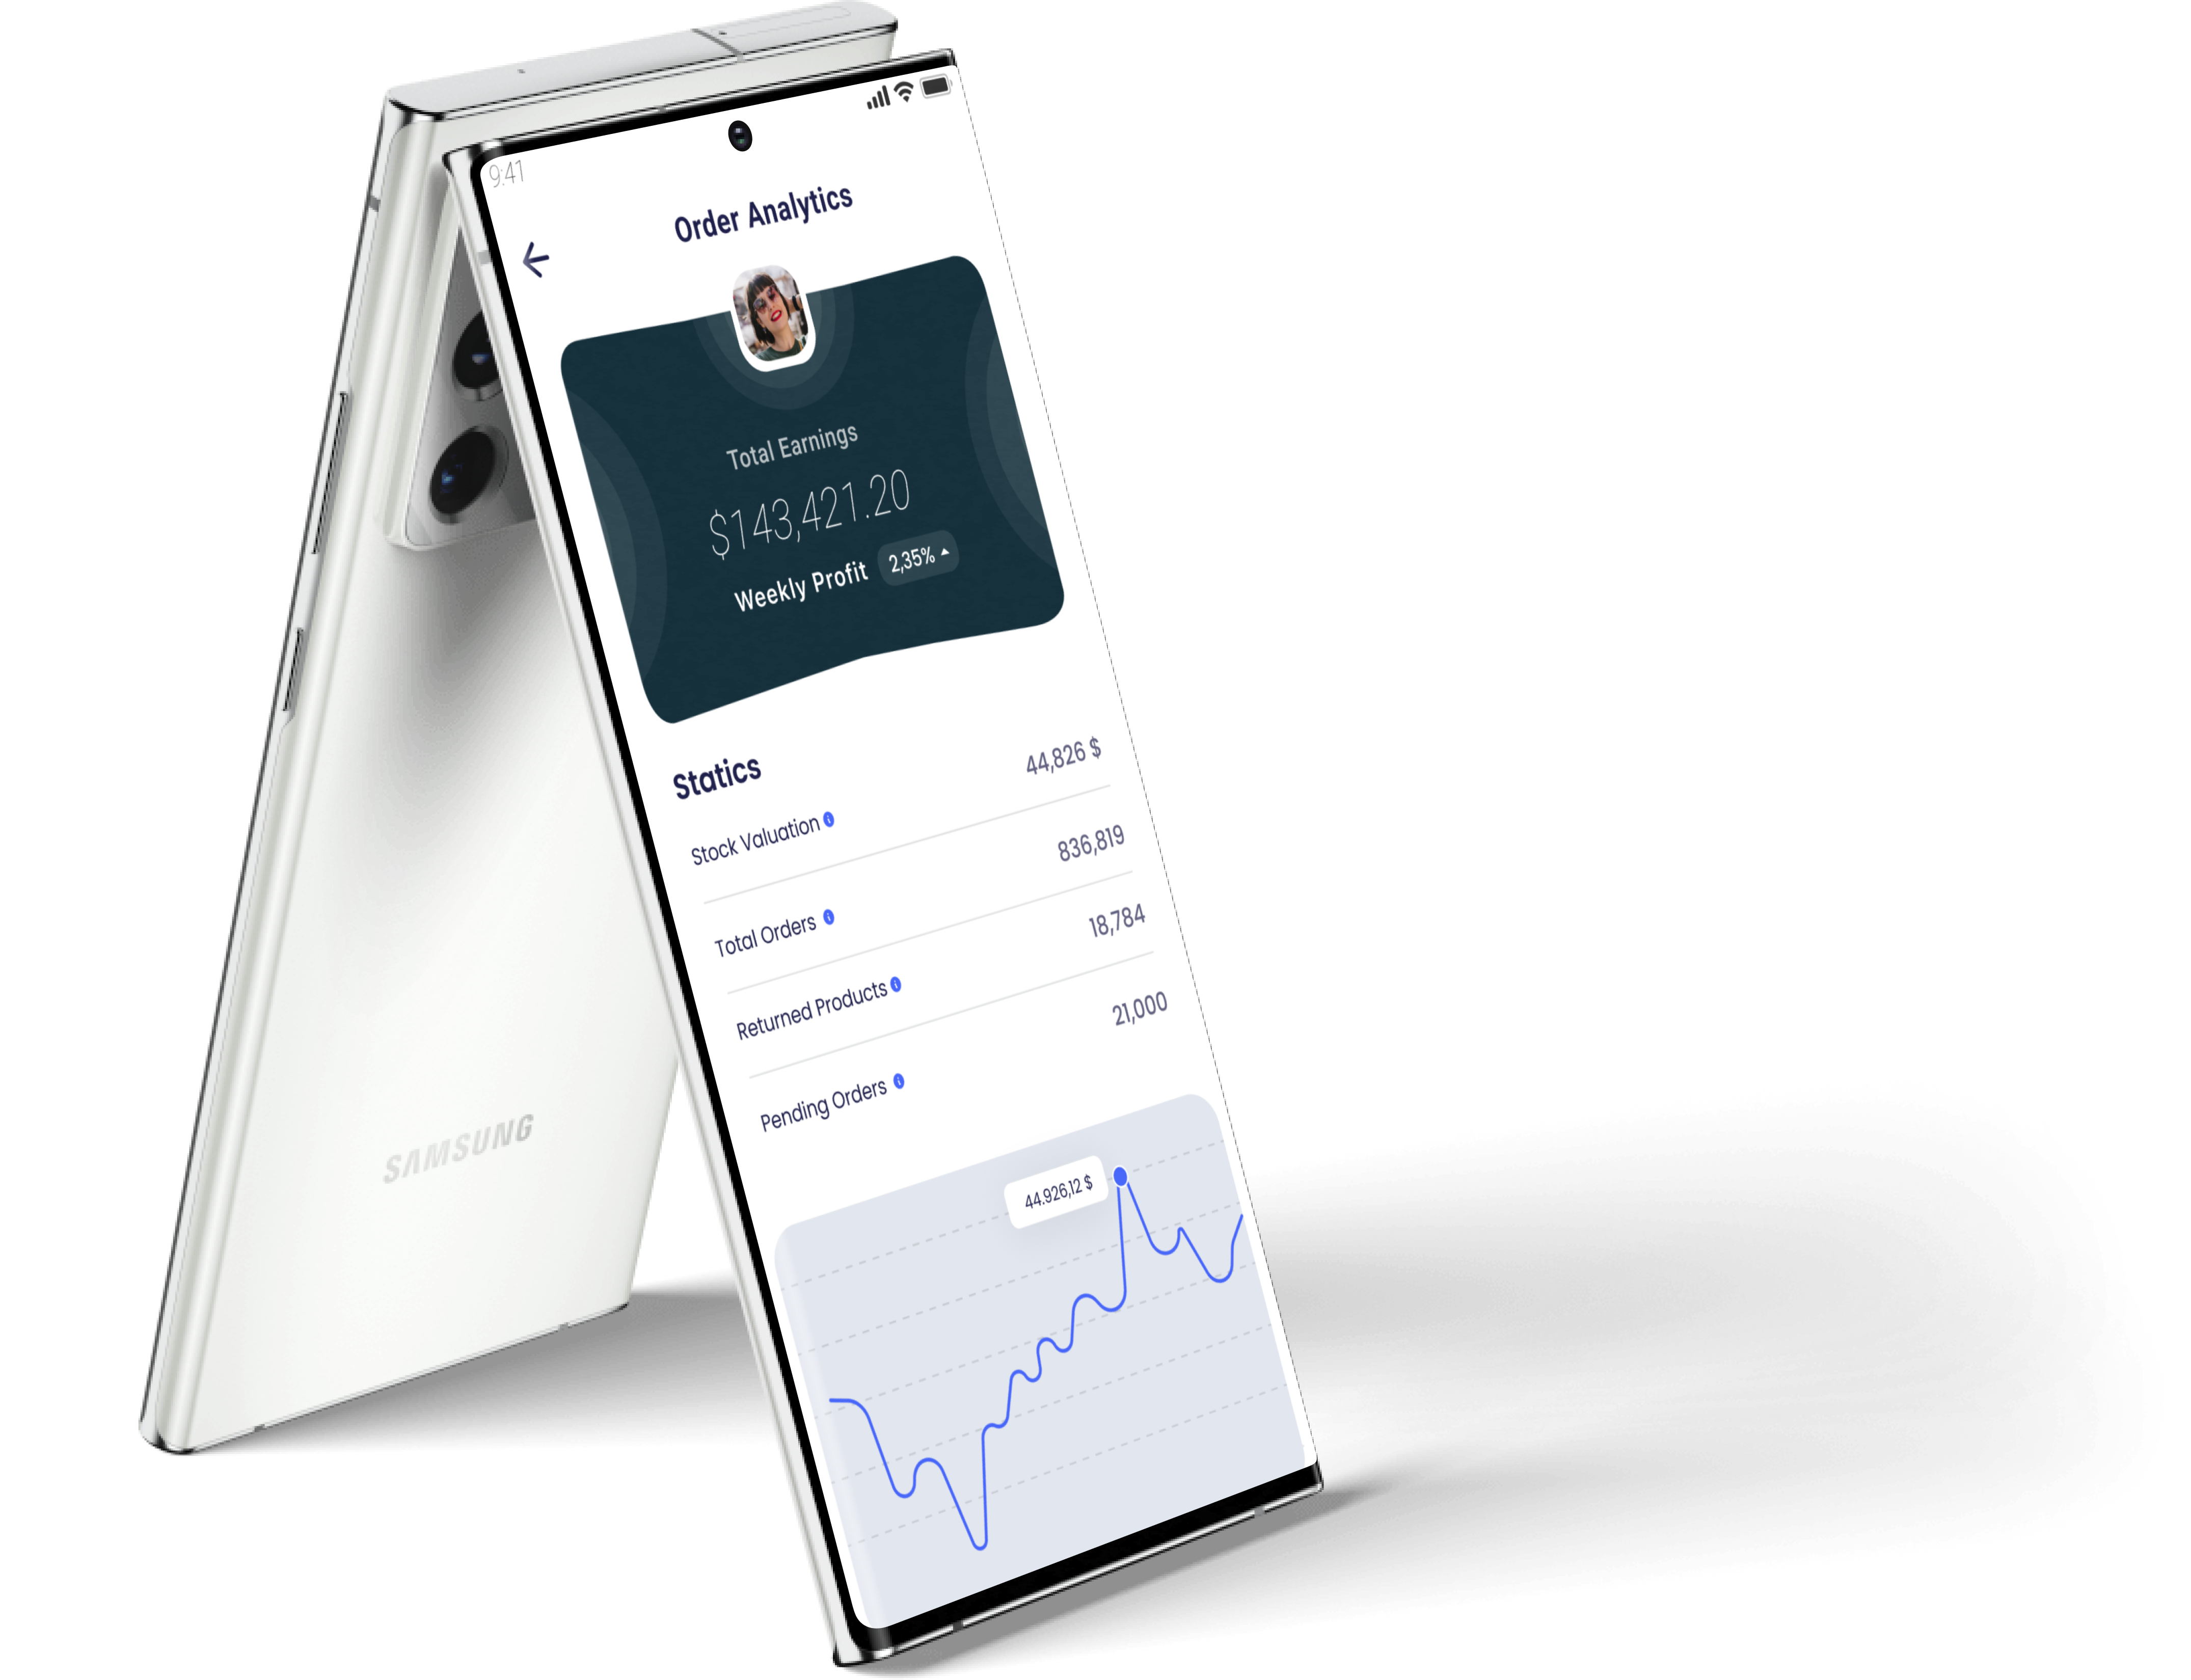 9:41
Order Analytics
Total Earnings
$143,421.20
Weekly Profit 2,35%
Statics
Stock Valuation 44,826 $
Total Orders 836,819
Returned Products 18,784
Pending Orders 21,000
44.926,12 $
SAMSUNG